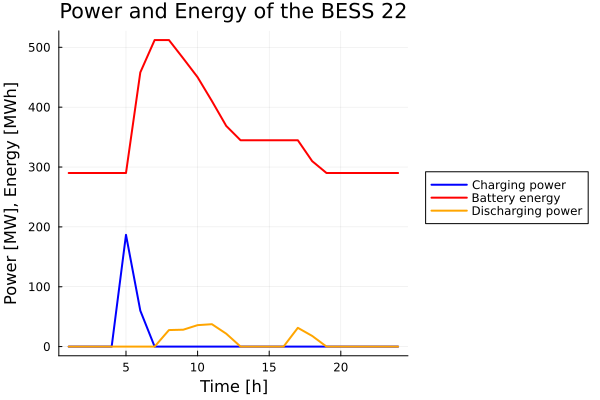 Power and Energy of the BESS 22
Power [MW], Energy [MWh]
500
400
300
200
100
0
5
10
15
20
Time [h]
Charging power
Battery energy
Discharging power